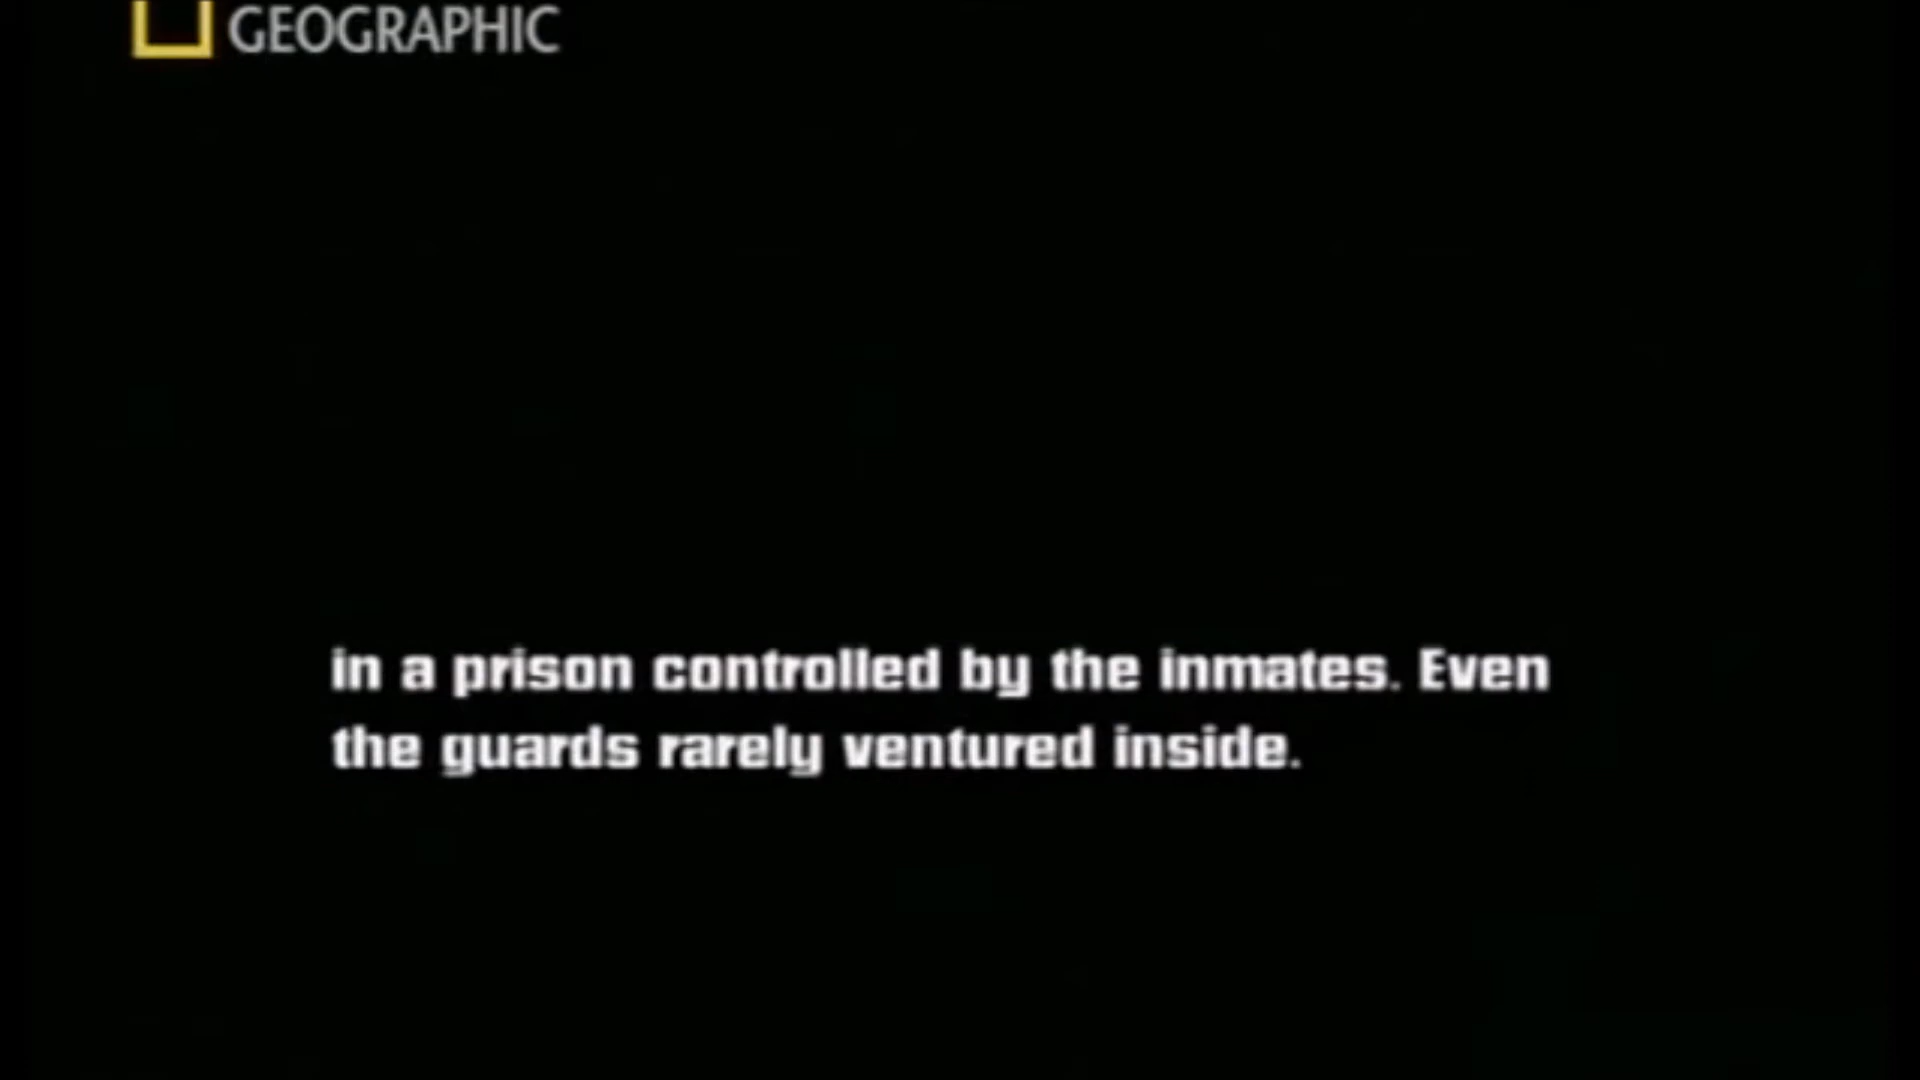 GEOGRAPHIC
in a prison controlled by the inmates. Even
the guards rarely ventured inside.